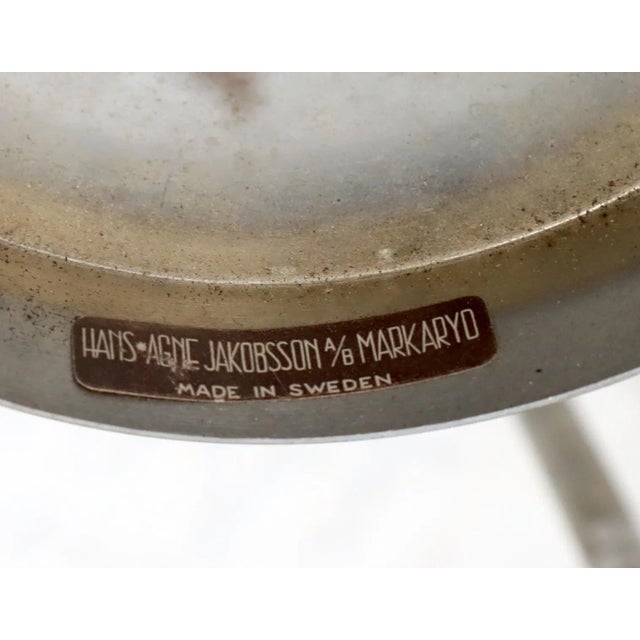 HANS*AGNE JAKOBSSON A/B MARKARYD
MADE IN SWEDEN